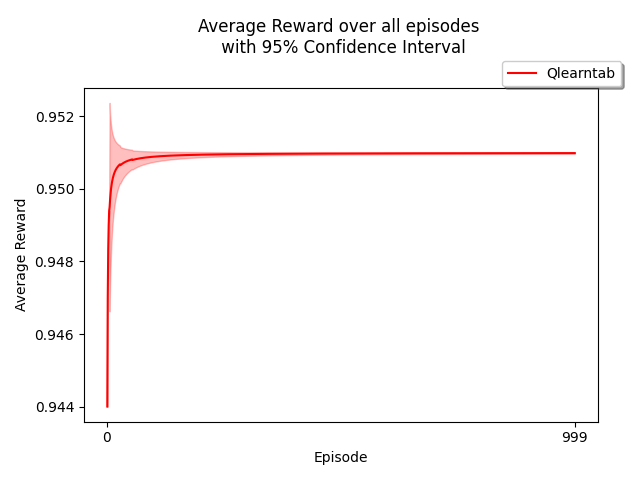 Average Reward over all episodes
with 95% Confidence Interval
Qlearntab
0.952
0.950
0.948
0.946
0.944
Average Reward
0
999
Episode